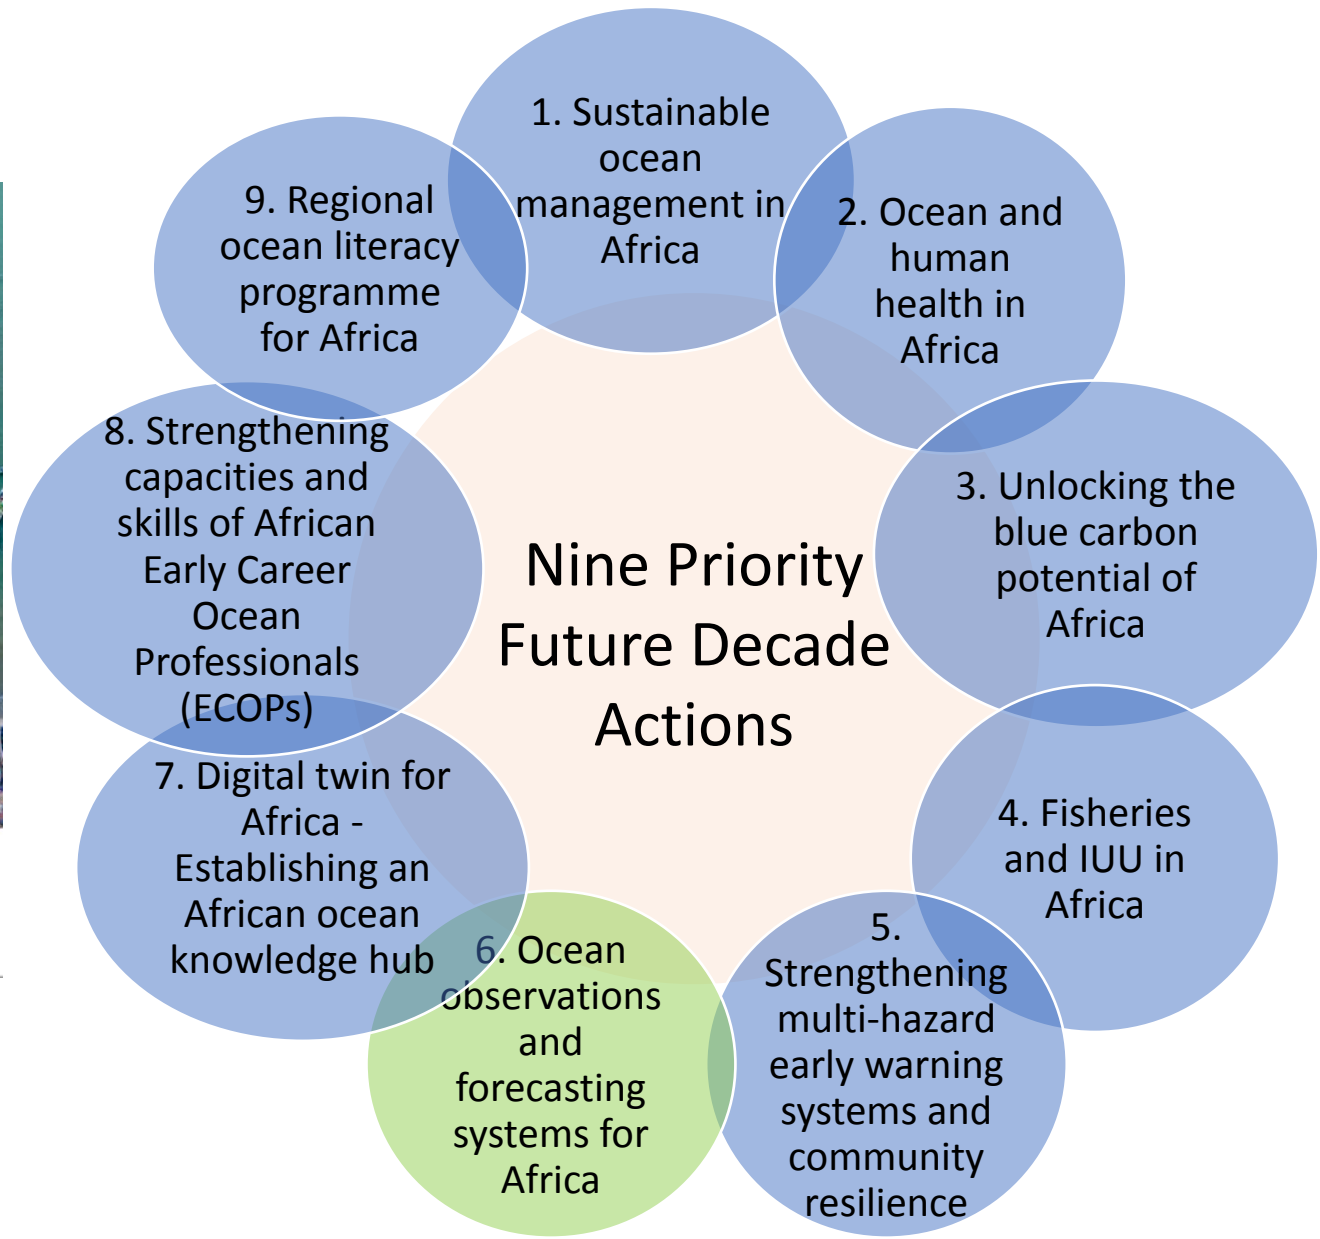 1. Sustainable
ocean
management in
Africa
2. Ocean and
human
health in
Africa
3. Unlocking the
blue carbon
potential of
Africa
4. Fisheries
and IUU in
Africa
5.
Strengthening
multi-hazard
early warning
systems and
community
resilience
6. Ocean
observations
and
forecasting
systems for
Africa
7. Digital twin for
Africa -
Establishing an
African ocean
knowledge hub
8. Strengthening
capacities and
skills of African
Early Career
Ocean
Professionals
(ECOPs)
9. Regional
ocean literacy
programme
for Africa
Nine Priority
Future Decade
Actions